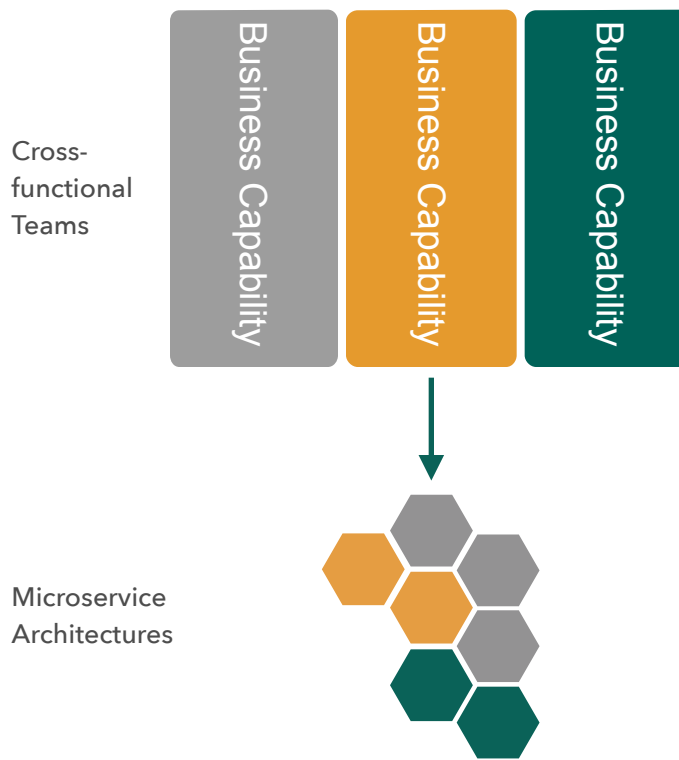 Business Capability
Business Capability
Business Capability
Cross-
functional
Teams
Microservice
Architectures